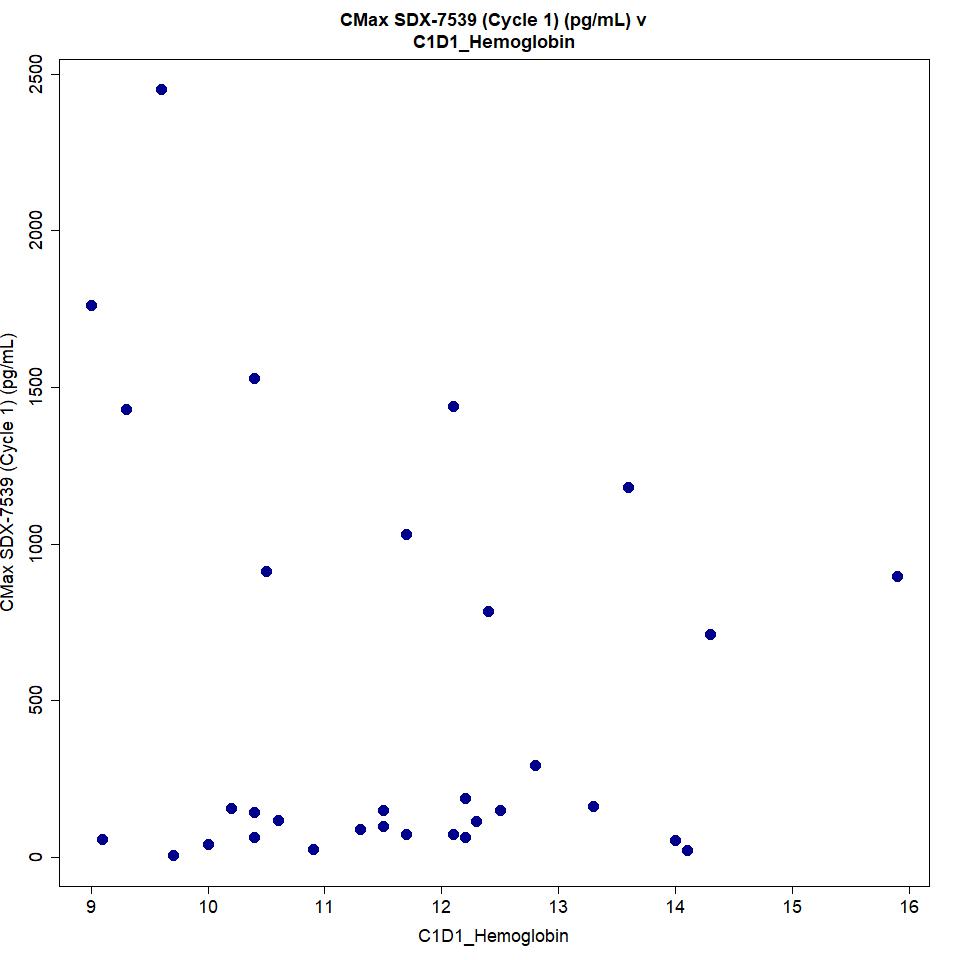 CMax SDX-7539 (Cycle 1) (pg/mL) v
C1D1_Hemoglobin
2500
2000
1500
1000
500
0
CMax SDX-7539 (Cycle 1) (pg/mL)
9 10 11 12 13 14 15 16
C1D1_Hemoglobin